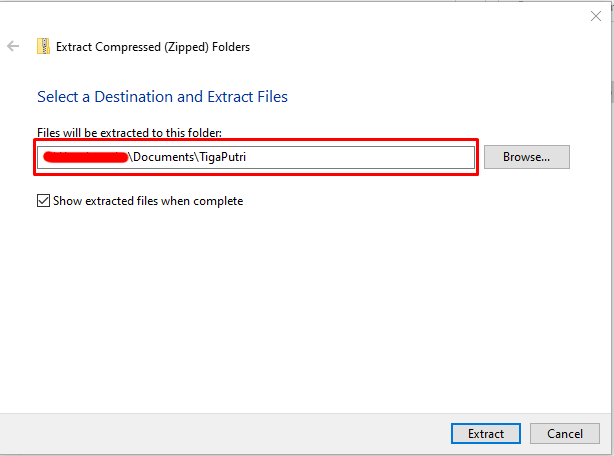 Extract Compressed (Zipped) Folders
Select a Destination and Extract Files
Files will be extracted to this folder:
\Documents\TigaPutri
Browse...
Show extracted files when complete
Extract
Cancel